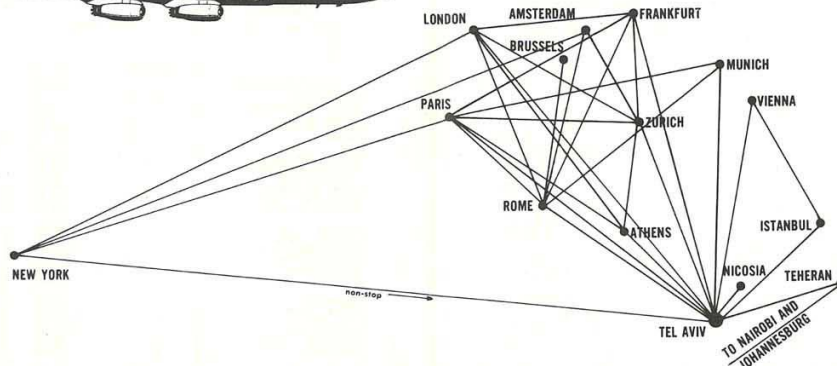 LONDON
AMSTERDAM
FRANKFURT
BRUSSELS
MUNICH
VIENNA
PARIS
ZURICH
ROME
ATHENS
ISTANBUL
NEW YORK
NICOSIA
TEHERAN
non-stop
TEL AVIV
TO NAIROBI AND
JOHANNESBURG